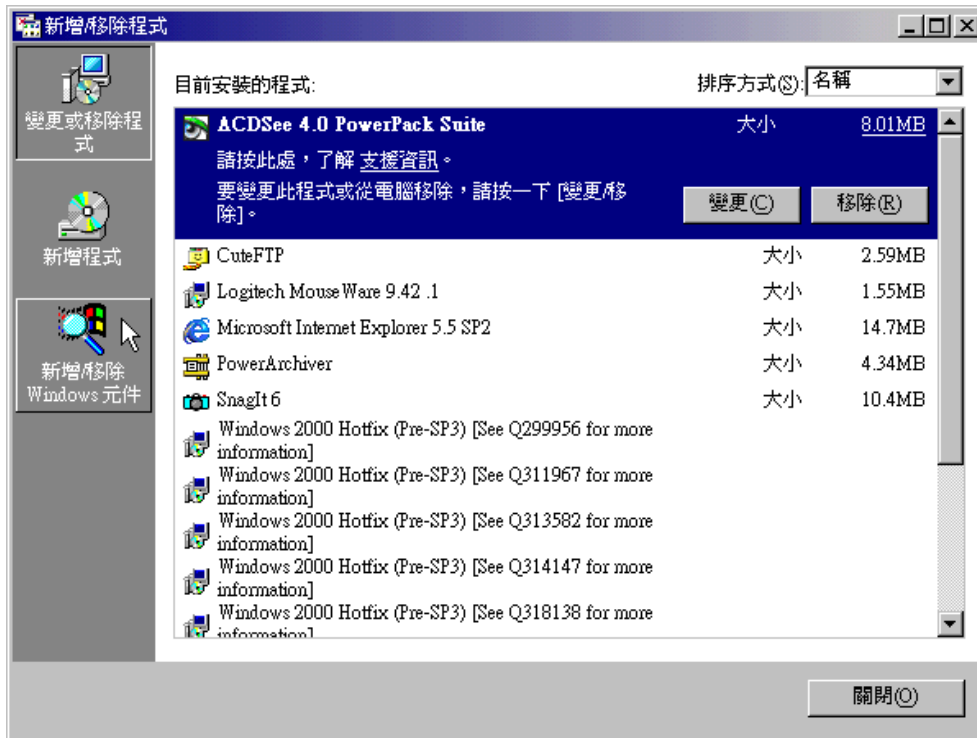 新增/移除程式
變更或移除程
式
新增程式
新增/移除
Windows 元件
目前安裝的程式:
排序方式(S): 名稱
ACDSee 4.0 PowerPack Suite 大小 8.01MB
請按此處，了解 支援資訊。
要變更此程式或從電腦移除，請按一下 [變更/移
除]。
變更(C) 移除(R)
CuteFTP 大小 2.59MB
Logitech MouseWare 9.42 .1 大小 1.55MB
Microsoft Internet Explorer 5.5 SP2 大小 14.7MB
PowerArchiver 大小 4.34MB
SnagIt 6 大小 10.4MB
Windows 2000 Hotfix (Pre-SP3) [See Q299956 for more
information]
Windows 2000 Hotfix (Pre-SP3) [See Q311967 for more
information]
Windows 2000 Hotfix (Pre-SP3) [See Q313582 for more
information]
Windows 2000 Hotfix (Pre-SP3) [See Q314147 for more
information]
Windows 2000 Hotfix (Pre-SP3) [See Q318138 for more
information]
關閉(O)